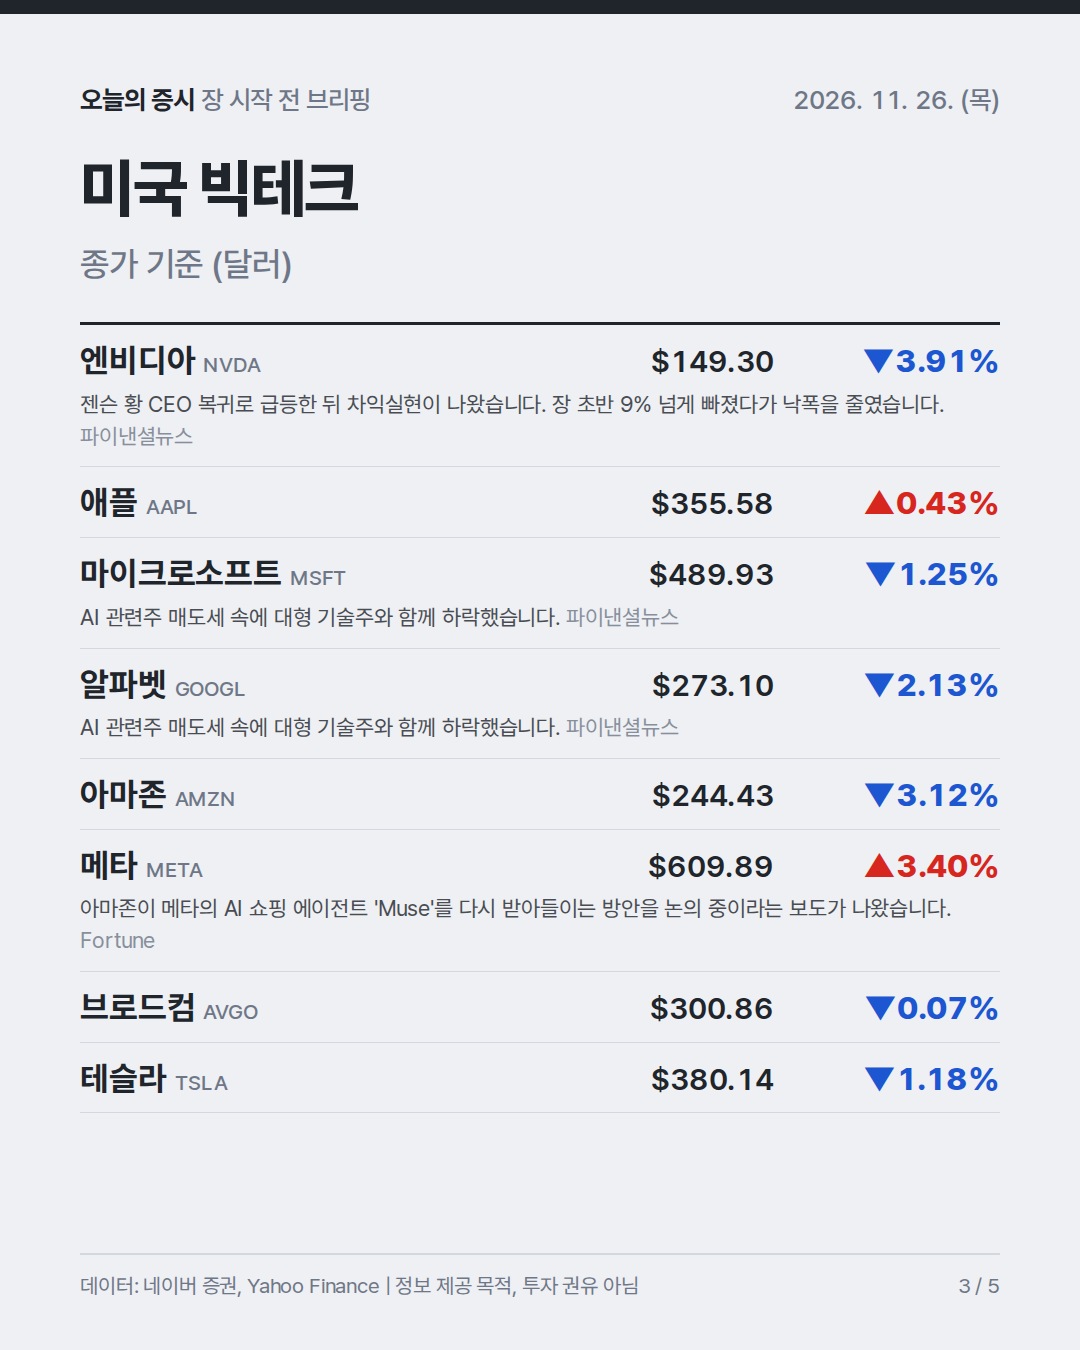 오늘의 증시 장 시작 전 브리핑 2026. 11. 26. (목)
미국 빅테크
종가 기준 (달러)
엔비디아 NVDA $149.30 ▼3.91%
젠슨 황 CEO 복귀로 급등한 뒤 차익실현이 나왔습니다. 장 초반 9% 넘게 빠졌다가 낙폭을 줄였습니다.
파이낸셜뉴스
애플 AAPL $355.58 ▲0.43%
마이크로소프트 MSFT $489.93 ▼1.25%
AI 관련주 매도세 속에 대형 기술주와 함께 하락했습니다. 파이낸셜뉴스
알파벳 GOOGL $273.10 ▼2.13%
AI 관련주 매도세 속에 대형 기술주와 함께 하락했습니다. 파이낸셜뉴스
아마존 AMZN $244.43 ▼3.12%
메타 META $609.89 ▲3.40%
아마존이 메타의 AI 쇼핑 에이전트 'Muse'를 다시 받아들이는 방안을 논의 중이라는 보도가 나왔습니다.
Fortune
브로드컴 AVGO $300.86 ▼0.07%
테슬라 TSLA $380.14 ▼1.18%
데이터: 네이버 증권, Yahoo Finance | 정보 제공 목적, 투자 권유 아님 3 / 5